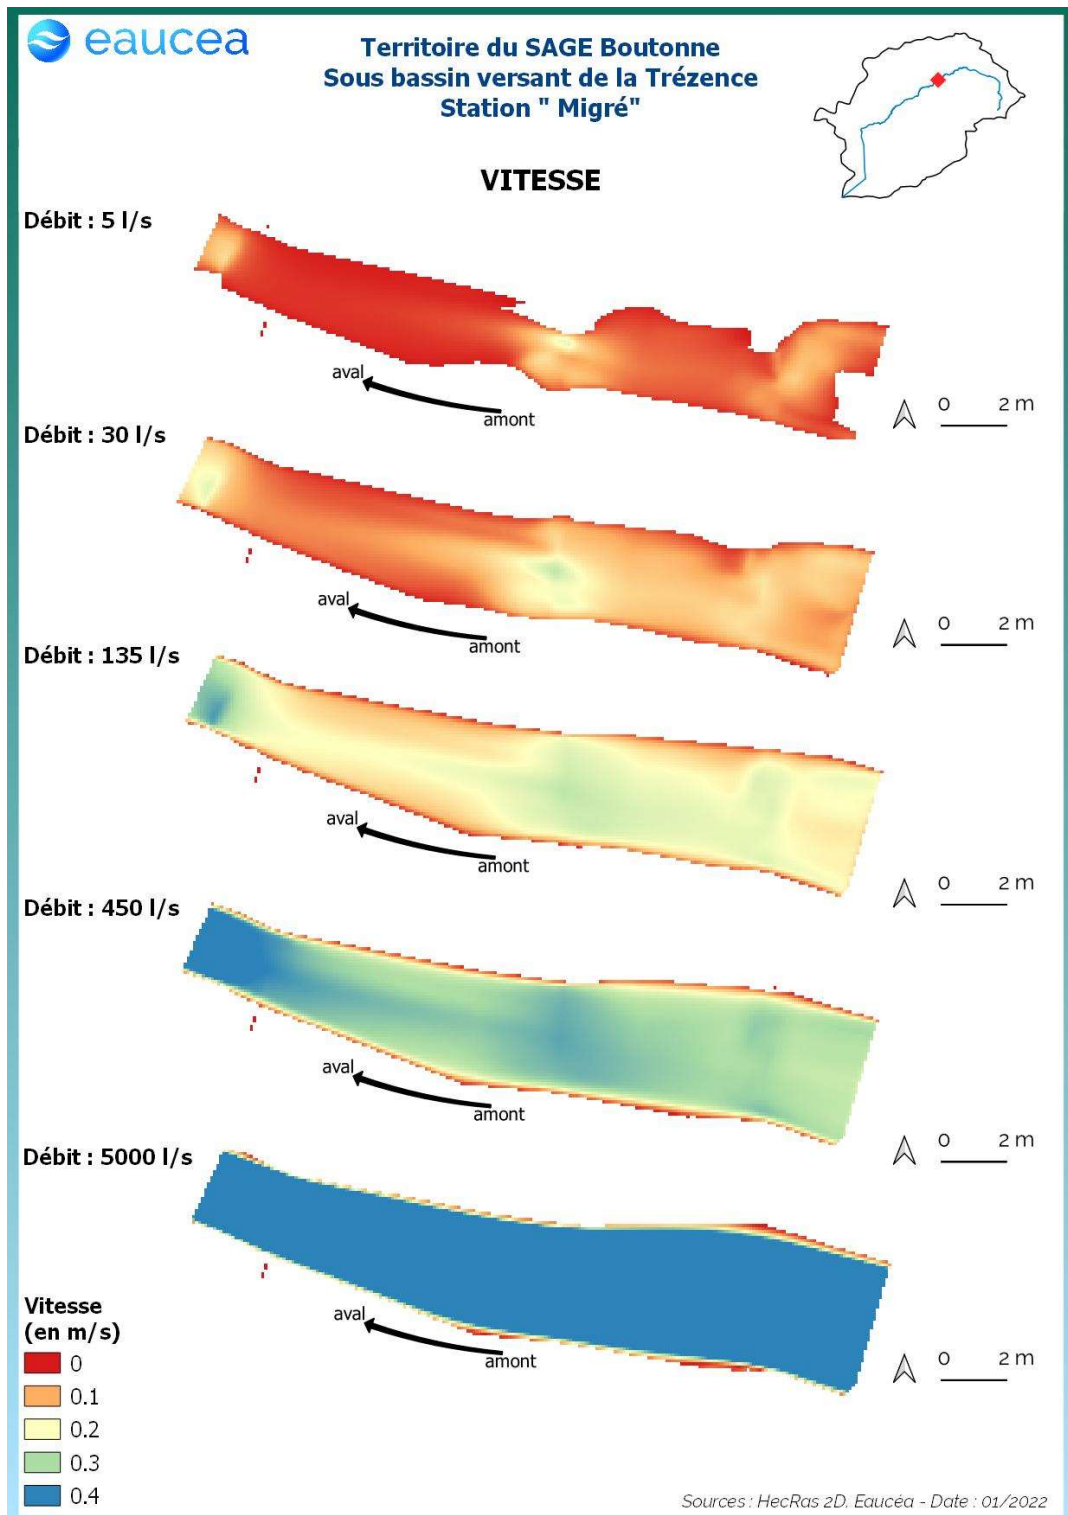 eaucea
Territoire du SAGE Boutonne
Sous bassin versant de la Trézence
Station " Migré"
VITESSE
Débit : 5 l/s
aval
amont
0 2 m
Débit : 30 l/s
aval
amont
0 2 m
Débit : 135 l/s
aval
amont
0 2 m
Débit : 450 l/s
aval
amont
0 2 m
Débit : 5000 l/s
aval
amont
0 2 m
Vitesse
(en m/s)
0
0.1
0.2
0.3
0.4
Sources : HecRas 2D, Eaucéa - Date : 01/2022